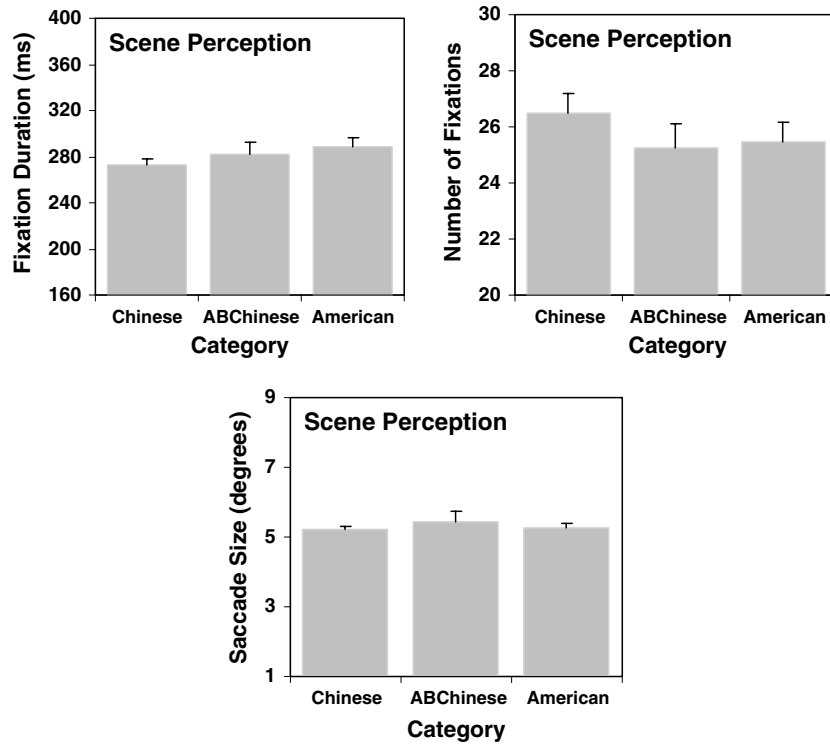 Scene Perception
Fixation Duration (ms)
400
360
320
280
240
200
160
Chinese ABChinese American
Category
Scene Perception
Number of Fixations
30
28
26
24
22
20
Chinese ABChinese American
Category
Scene Perception
Saccade Size (degrees)
9
7
5
3
1
Chinese ABChinese American
Category